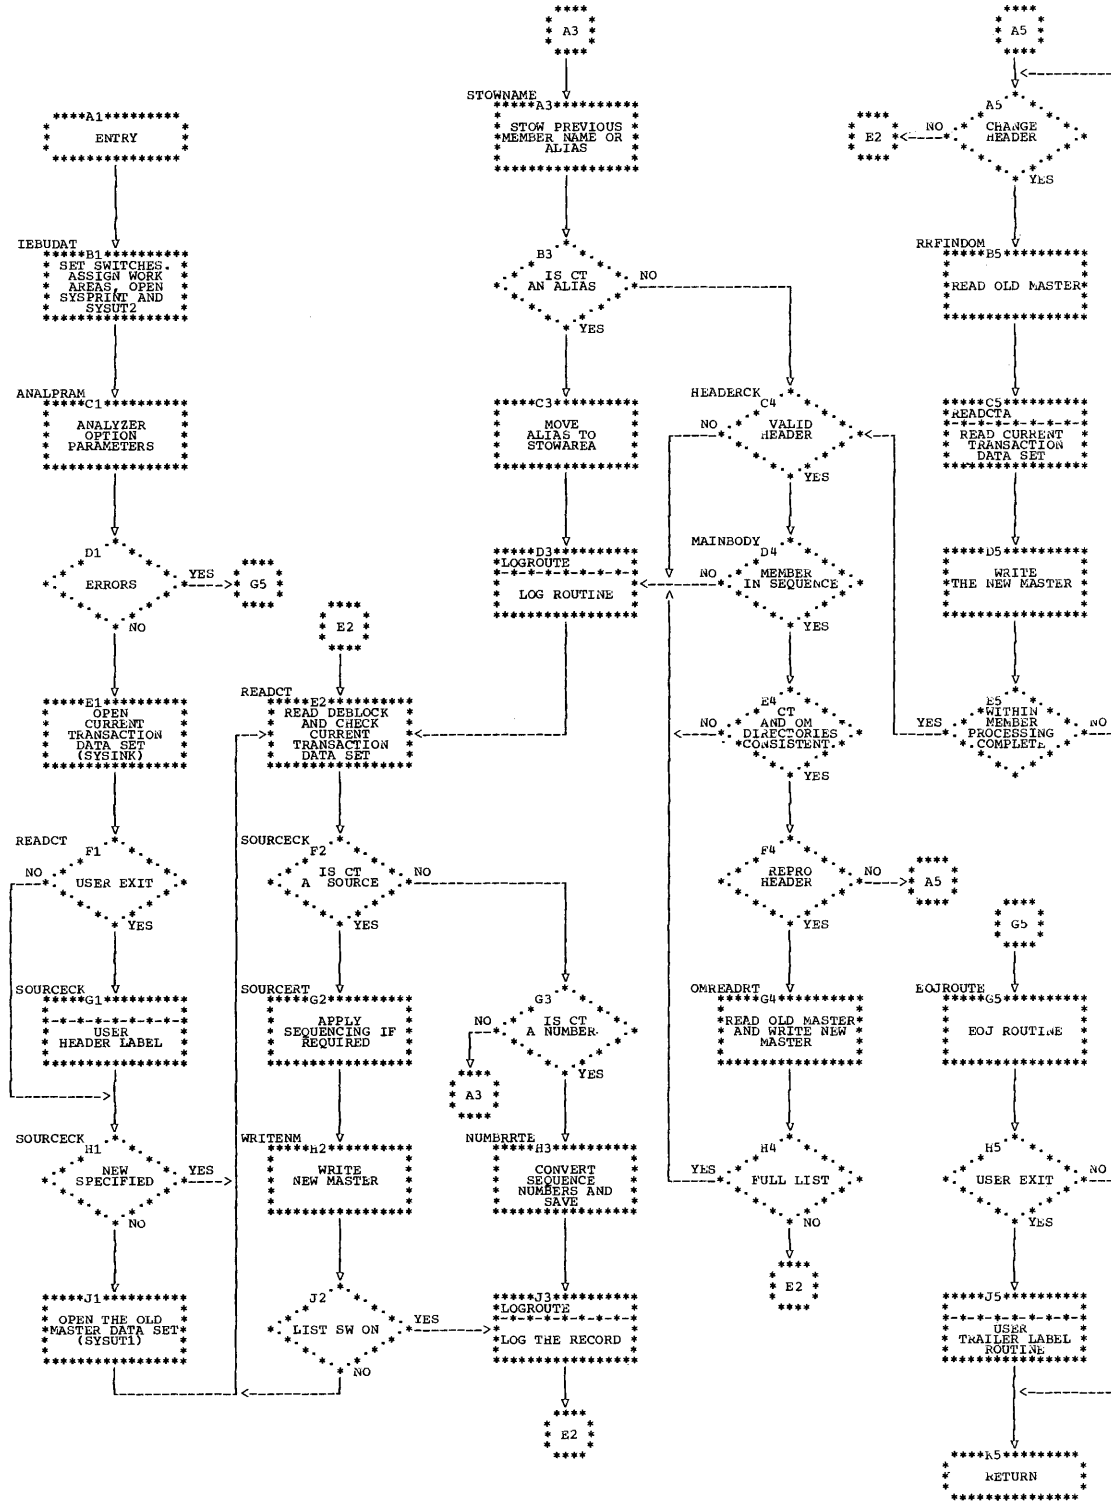 A1
ENTRY
IEBUDAT
B1
SET SWITCHES.
ASSIGN WORK
AREAS, OPEN
SYSPRINT AND
SYSUT2
ANALPRAM
C1
ANALYZER
OPTION
PARAMETERS
D1
ERRORS
YES
G5
NO
E1
OPEN
CURRENT
TRANSACTION
DATA SET
(SYSINK)
READCT
F1
NO
USER EXIT
YES
SOURCECK
G1
USER
HEADER LABEL
SOURCECK
H1
NEW
SPECIFIED
YES
NO
J1
OPEN THE OLD
MASTER DATA SET
(SYSUT1)
E2
READCT
E2
READ DEBLOCK
AND CHECK
CURRENT
TRANSACTION
DATA SET
SOURCECK
F2
IS CT
A SOURCE
NO
YES
SOURCERT
G2
APPLY
SEQUENCING IF
REQUIRED
WRITENM
H2
WRITE
NEW MASTER
J2
LIST SW ON
YES
NO
A3
STOWNAME
A3
STOW PREVIOUS
MEMBER NAME OR
ALIAS
B3
IS CT
AN ALIAS
NO
YES
C3
MOVE
ALIAS TO
STOWAREA
D3
LOGROUTE
LOG ROUTINE
G3
IS CT
A NUMBER
NO
YES
A3
NUMBRRTE
H3
CONVERT
SEQUENCE
NUMBERS AND
SAVE
J3
LOGROUTE
LOG THE RECORD
E2
HEADERCK
C4
VALID
HEADER
NO
YES
MAINBODY
D4
MEMBER
IN SEQUENCE
NO
YES
E4
CT
AND OM
DIRECTORIES
CONSISTENT
NO
YES
F4
REPRO
HEADER
NO
A5
YES
OMREADRT
G4
READ OLD MASTER
AND WRITE NEW
MASTER
H4
YES
FULL LIST
NO
E2
A5
A5
CHANGE
HEADER
NO
E2
YES
RRFINDOM
B5
READ OLD MASTER
C5
READCTA
READ CURRENT
TRANSACTION
DATA SET
D5
WRITE
THE NEW MASTER
E5
WITHIN
MEMBER
PROCESSING
COMPLETE
YES
NO
G5
EOJROUTE
G5
EOJ ROUTINE
H5
USER EXIT
NO
YES
J5
USER
TRAILER LABEL
ROUTINE
K5
RETURN